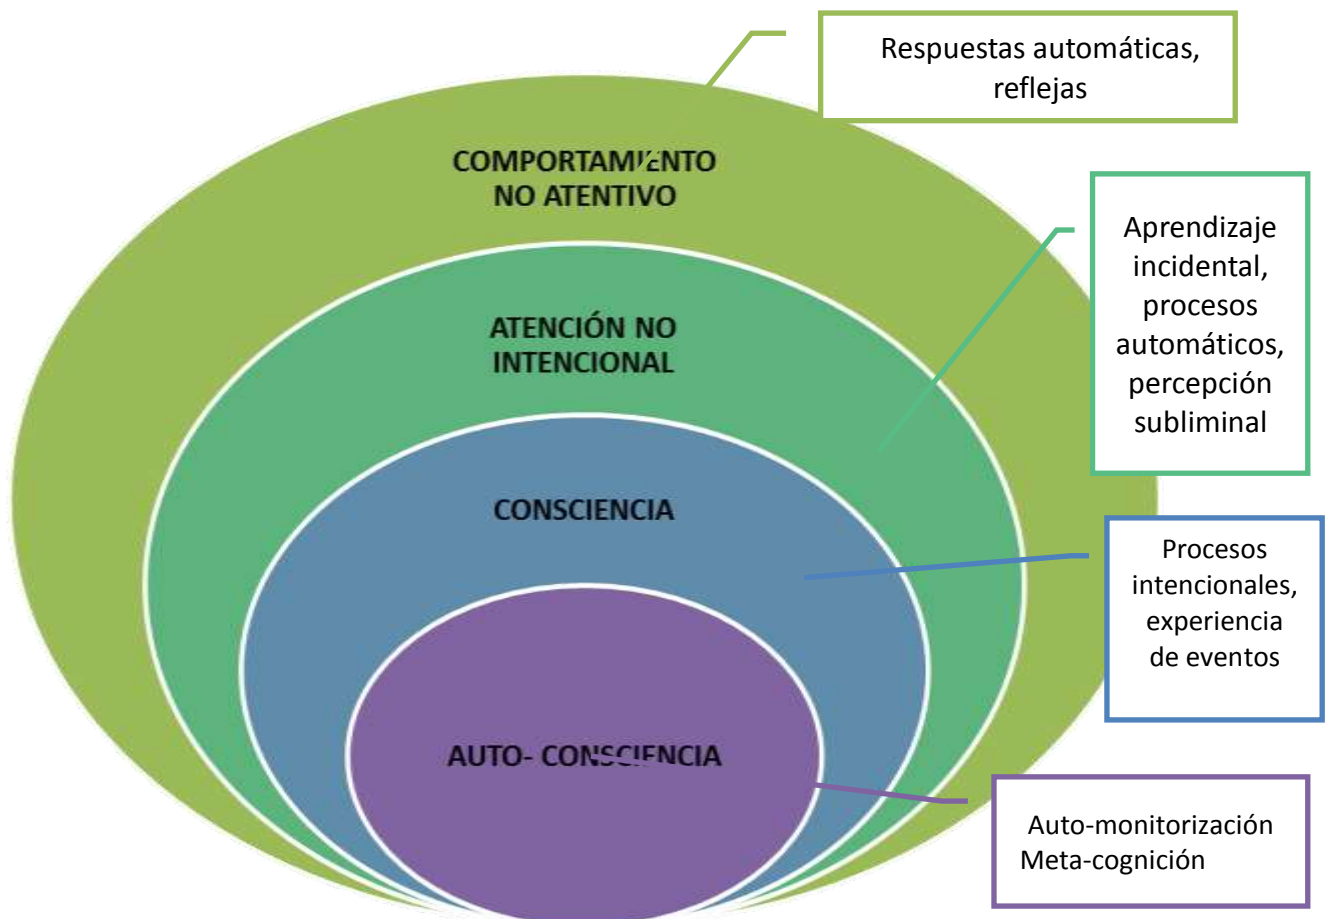 Respuestas automáticas,
reflejas
COMPORTAMIENTO
NO ATENTIVO
Aprendizaje
incidental,
procesos
automáticos,
percepción
subliminal
ATENCIÓN NO
INTENCIONAL
CONSCIENCIA
Procesos
intencionales,
experiencia
de eventos
AUTO- CONSCIENCIA
Auto-monitorización
Meta-cognición